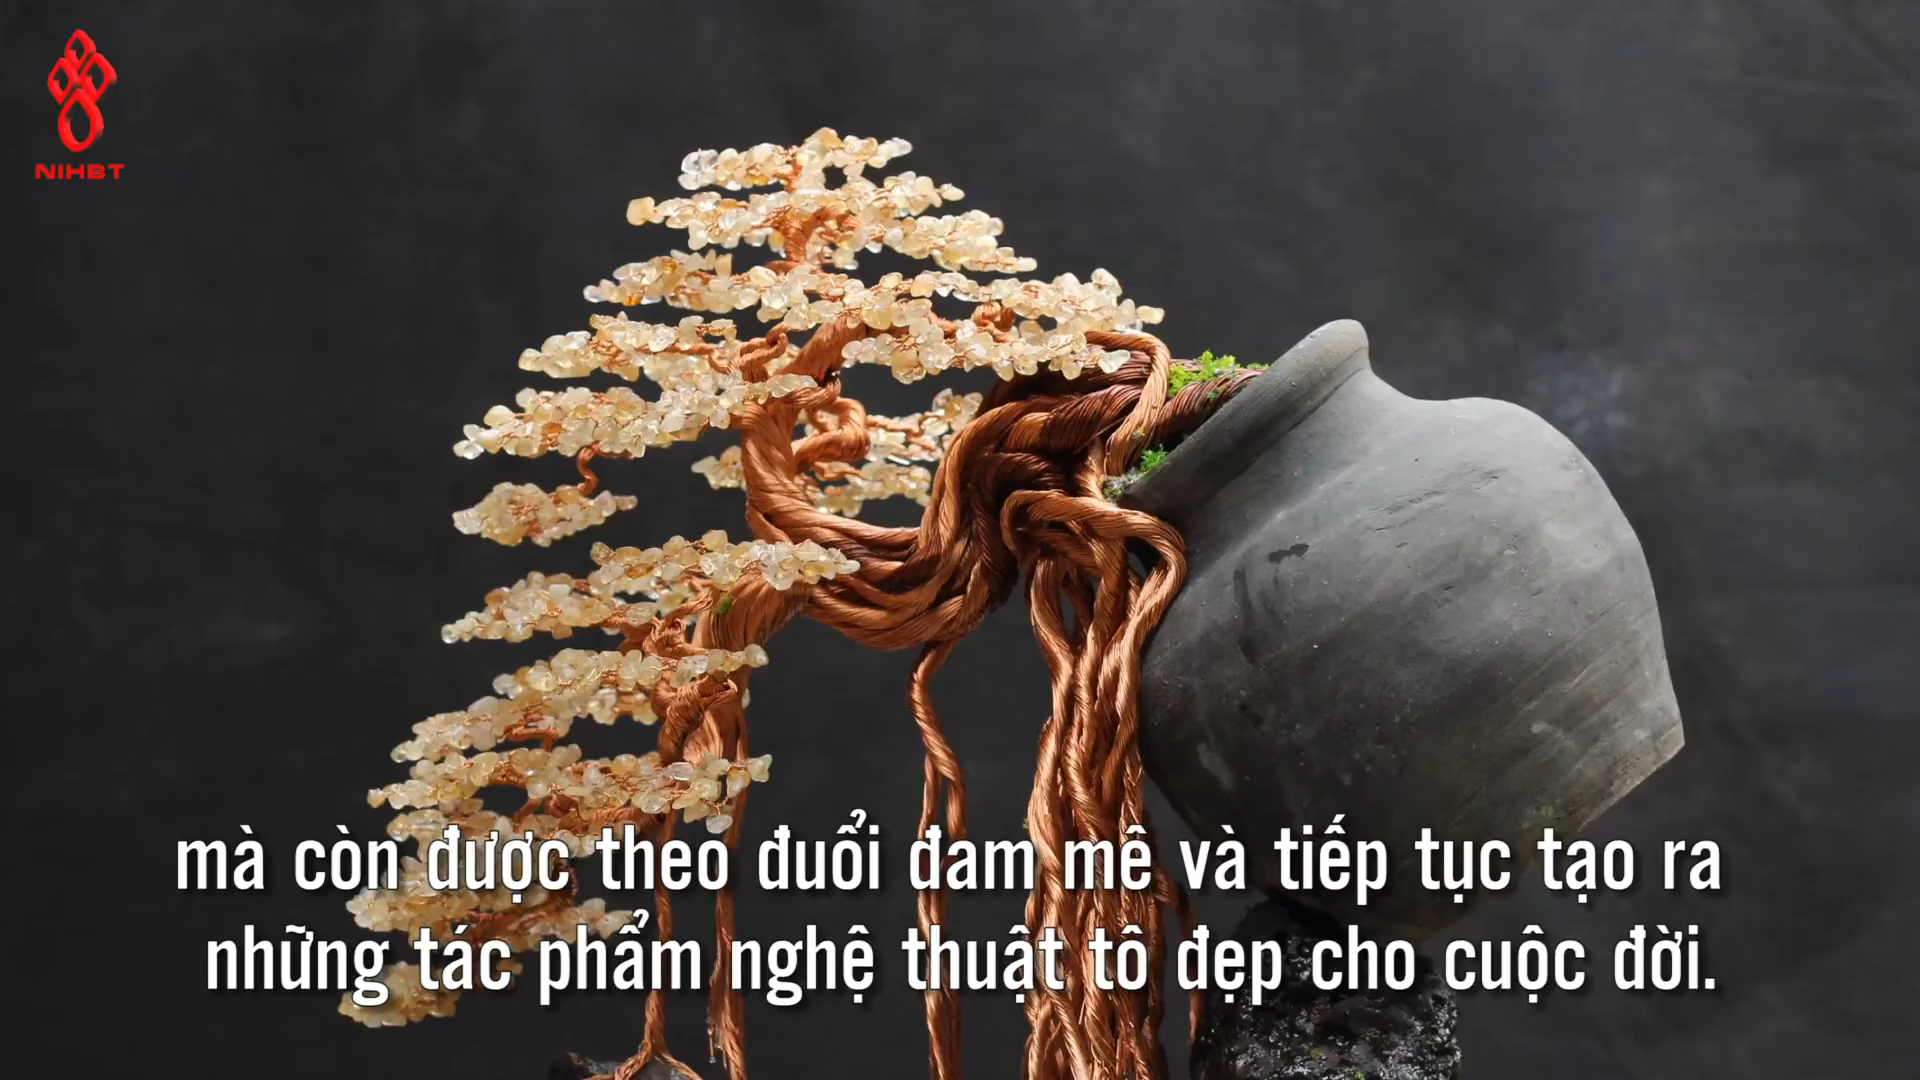 NIHBT
mà còn được theo đuổi đam mê và tiếp tục tạo ra
những tác phẩm nghệ thuật tô đẹp cho cuộc đời.